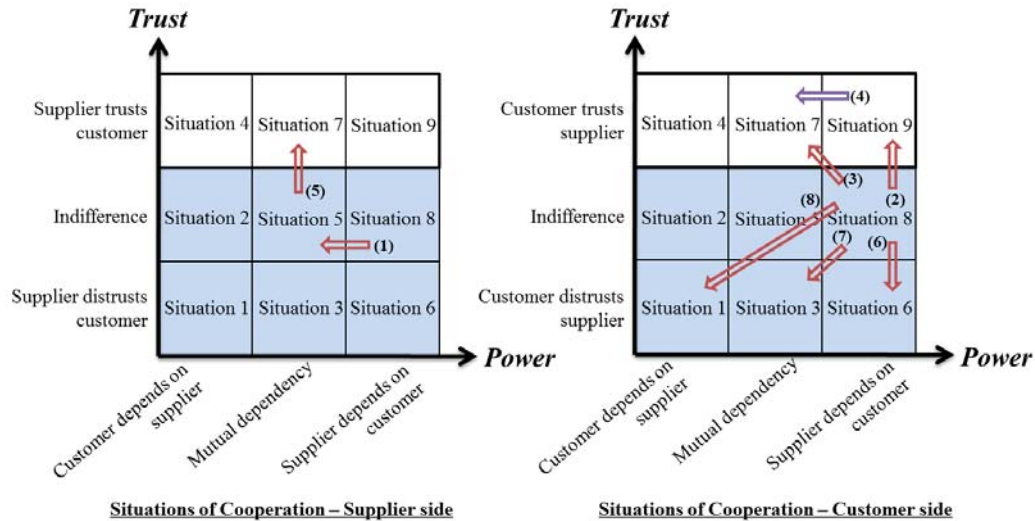 Trust
Supplier trusts
customer
Situation 4
Situation 7
Situation 9
(5)
Indifference
Situation 2
Situation 5
Situation 8
(1)
Supplier distrusts
customer
Situation 1
Situation 3
Situation 6
Power
Customer depends on
supplier
Mutual dependency
Supplier depends on
customer
Situations of Cooperation – Supplier side
Trust
(4)
Customer trusts
supplier
Situation 4
Situation 7
Situation 9
(3)
(2)
(8)
Indifference
Situation 2
Situation
Situation 8
(7)
(6)
Customer distrusts
supplier
Situation 1
Situation 3
Situation 6
Power
Customer depends on
supplier
Mutual dependency
Supplier depends on
customer
Situations of Cooperation – Customer side